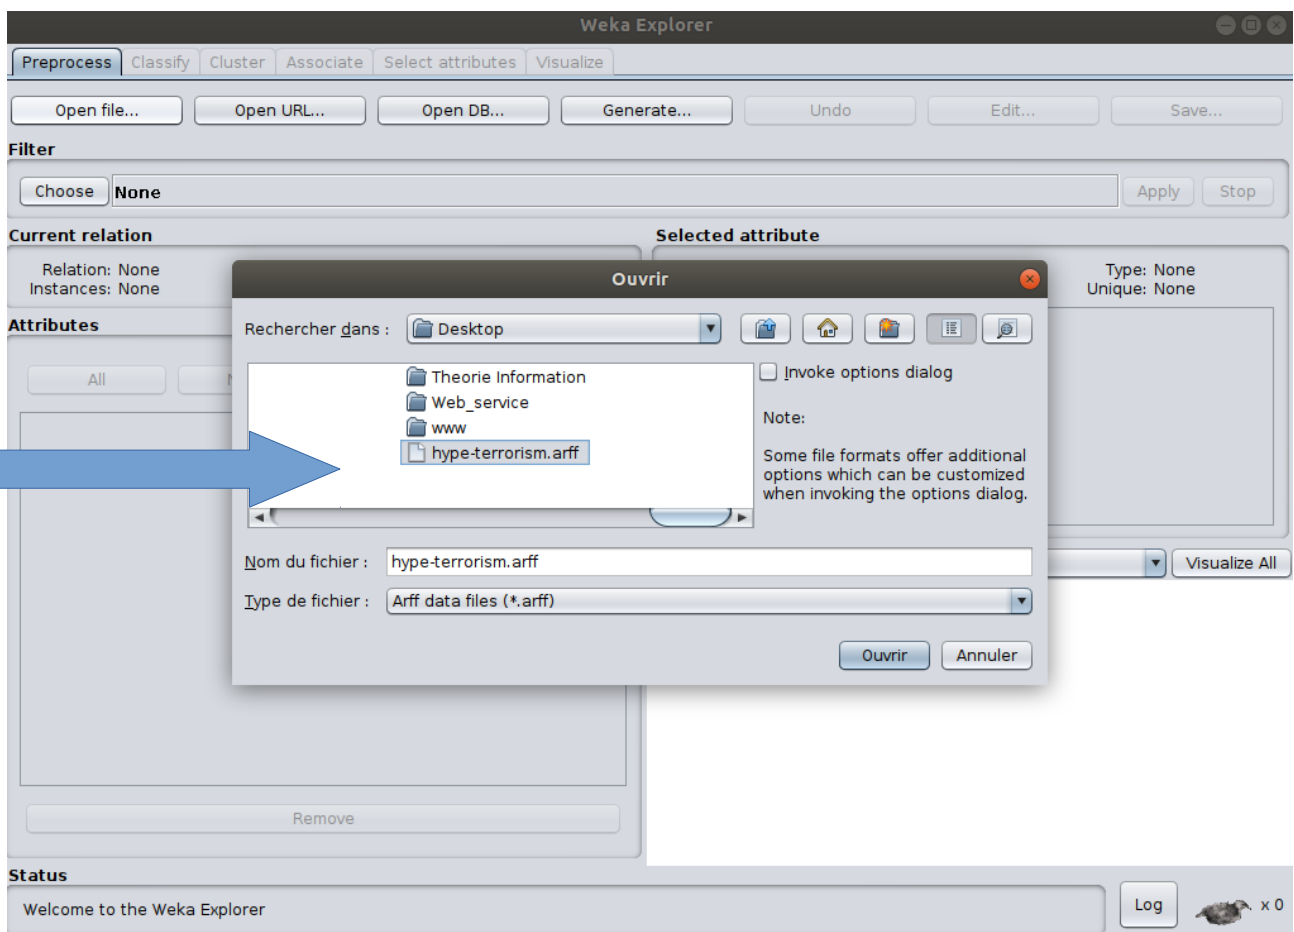 Weka Explorer
Preprocess Classify Cluster Associate Select attributes Visualize
Open file... Open URL... Open DB... Generate... Undo Edit... Save...
Filter
Choose None Apply Stop
Current relation Selected attribute
Relation: None Type: None
Instances: None Unique: None
Ouvrir
Attributes
Rechercher dans : Desktop
All
Theorie Information
Web_service
www
hype-terrorism.arff
Invoke options dialog
Note:
Some file formats offer additional
options which can be customized
when invoking the options dialog.
Nom du fichier : hype-terrorism.arff
Visualize All
Type de fichier : Arff data files (*.arff)
Ouvrir Annuler
Remove
Status
Welcome to the Weka Explorer
Log x 0